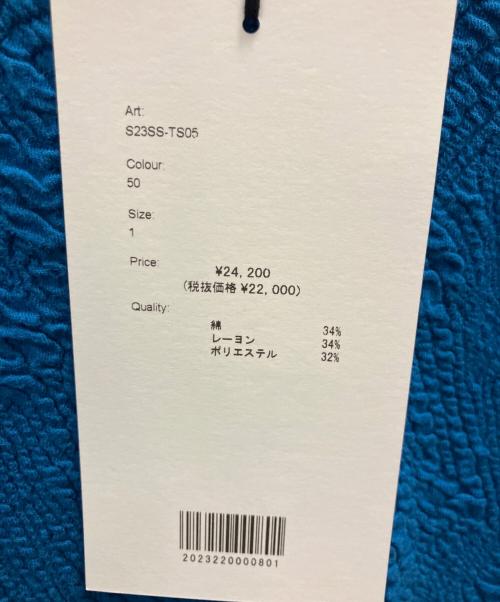 Art:
S23SS-TS05
Colour:
50
Size:
1
Price:
¥24, 200
(税抜価格 ¥22, 000)
Quality:
綿 34%
レーヨン 34%
ポリエステル 32%
2023220000801